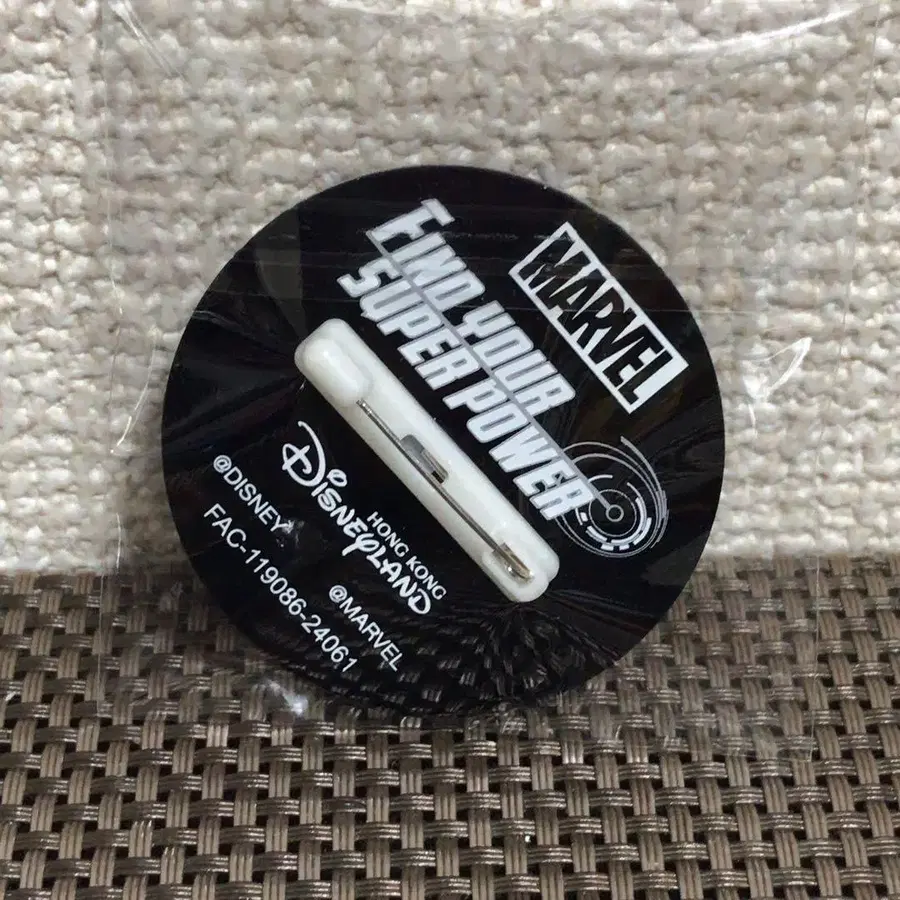 MARVEL
FIND YOUR
SUPER POWER
HONG KONG
DISNEYLAND
@DISNEY
@MARVEL
FAC-119086-24061